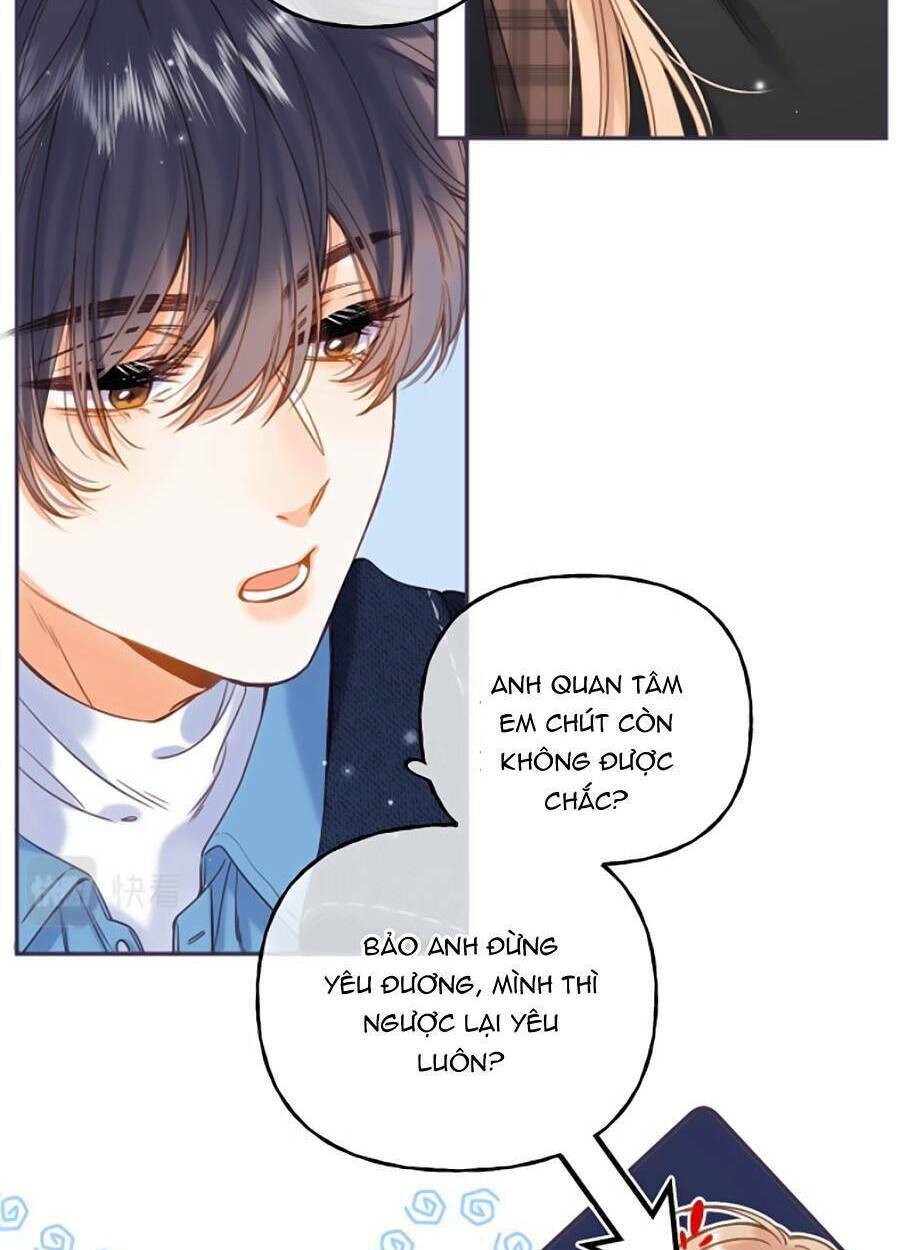 ANH QUAN TÂM
EM CHÚT CÒN
KHÔNG ĐƯỢC
CHẮC?
BẢO ANH ĐỪNG
YÊU ĐƯƠNG, MÌNH THÌ
NGƯỢC LẠI YÊU
LUÔN?
快看